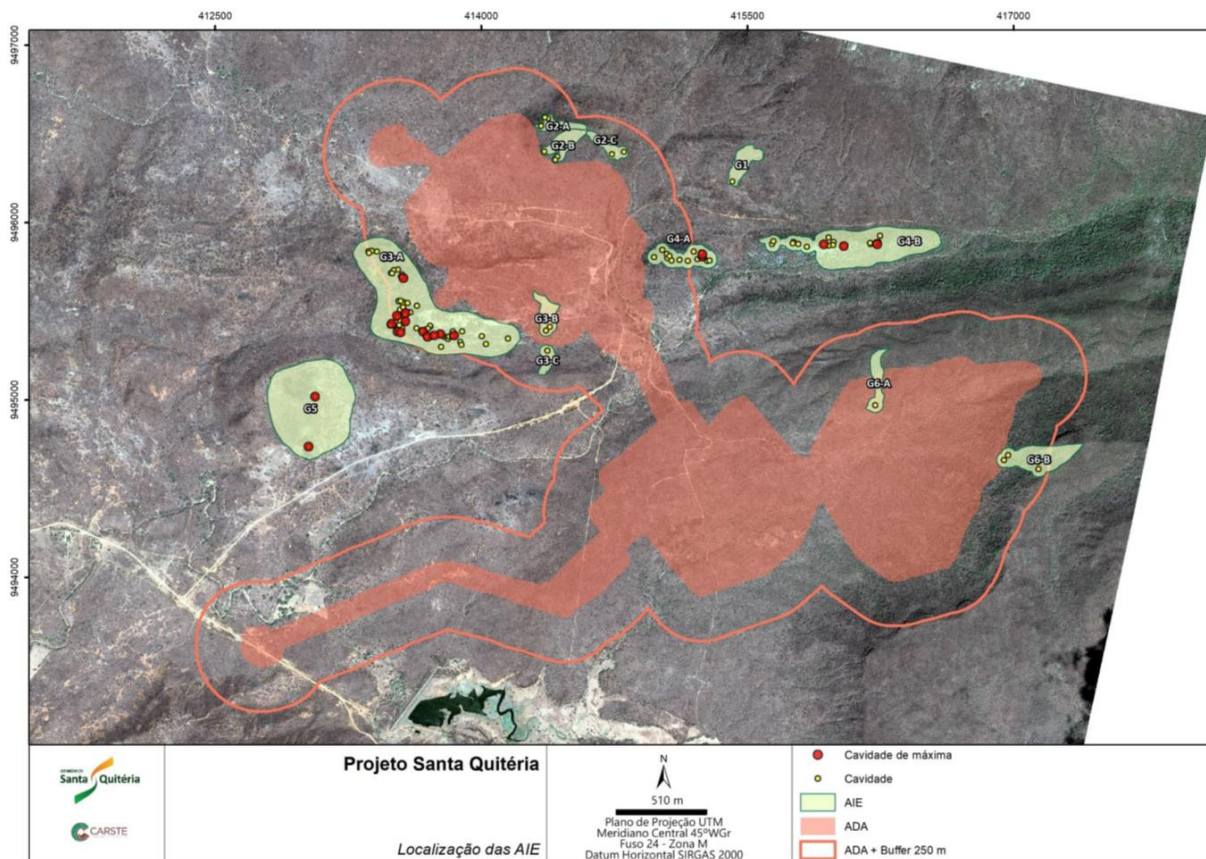 412500
414000
415500
417000
9497000
9496000
9495000
9494000
G2-A
G2-B
G2-C
G1
G4-A
G4-B
G3-A
G3-B
G3-C
G5
G6-A
G6-B
Santa Quitéria
CARSTE
Projeto Santa Quitéria
Localização das AIE
N
510 m
Plano de Projeção UTM
Meridiano Central 45ºWGr
Fuso 24 - Zona M
Datum Horizontal SIRGAS 2000
Cavidade de máxima
Cavidade
AIE
ADA
ADA + Buffer 250 m